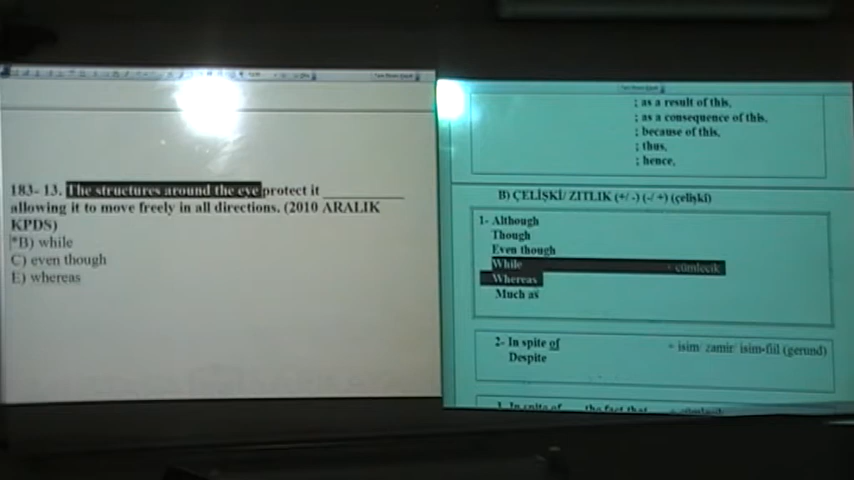 183- 13. The structures around the eye protect it ____________
allowing it to move freely in all directions. (2010 ARALIK
KPDS)
*B) while
C) even though
E) whereas
; as a result of this,
; as a consequence of this,
; because of this,
; thus,
; hence,
B) ÇELİŞKİ/ ZITLIK (+/ -) (-/ +) (çelişki)
1- Although
Though
Even though
While + cümlecik
Whereas
Much as
2- In spite of + isim/ zamir/ isim-fiil (gerund)
Despite